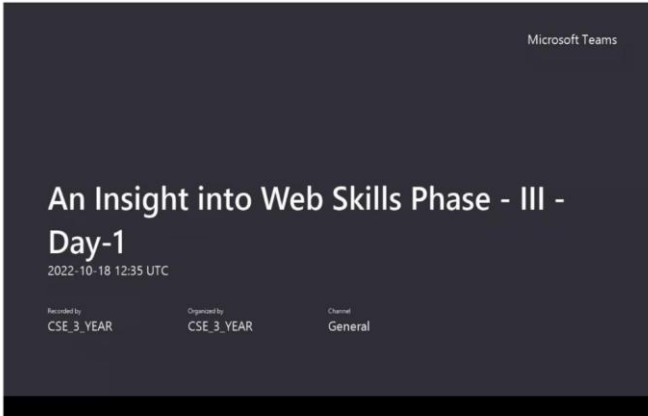 Microsoft Teams
An Insight into Web Skills Phase - III -
Day-1
2022-10-18 12:35 UTC
Recorded by
CSE_3_YEAR
Organized by
CSE_3_YEAR
Channel
General